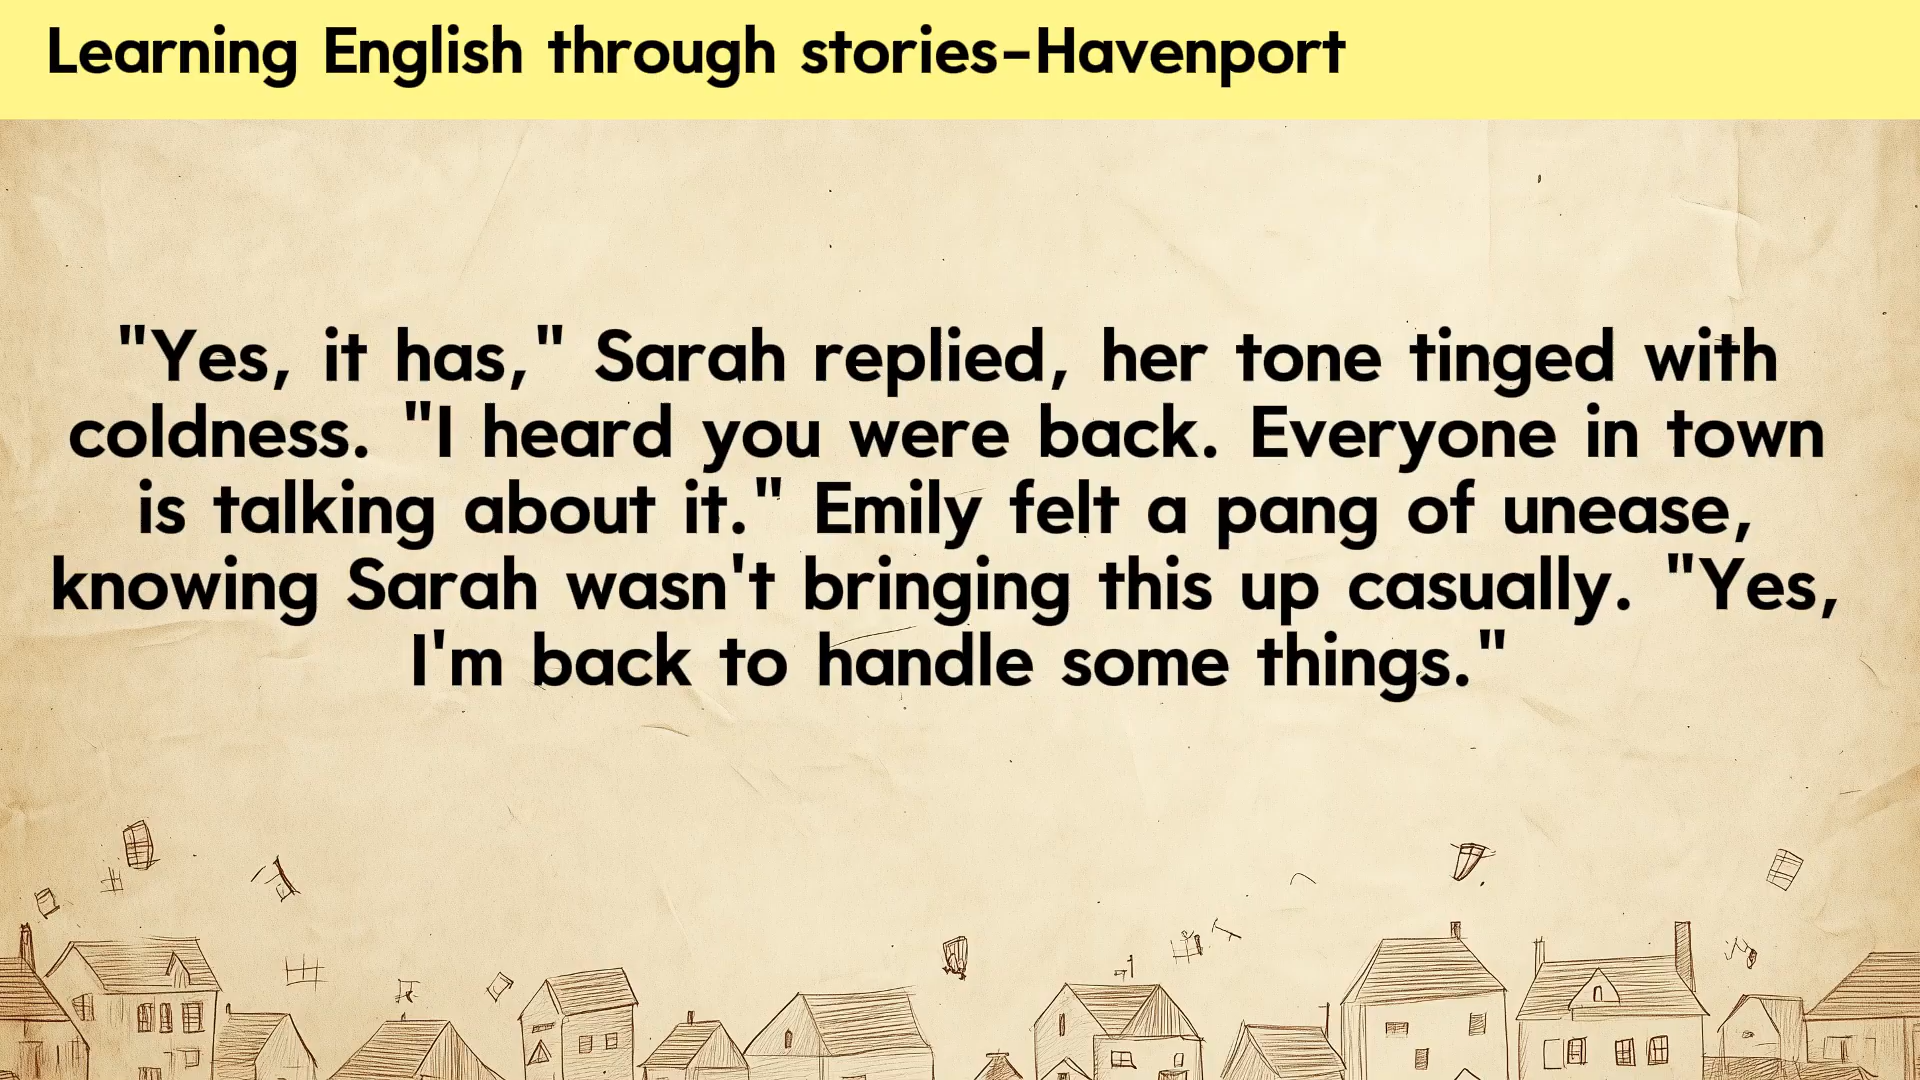 Learning English through stories-Havenport
"Yes, it has," Sarah replied, her tone tinged with
coldness. "I heard you were back. Everyone in town
is talking about it." Emily felt a pang of unease,
knowing Sarah wasn't bringing this up casually. "Yes,
I'm back to handle some things."